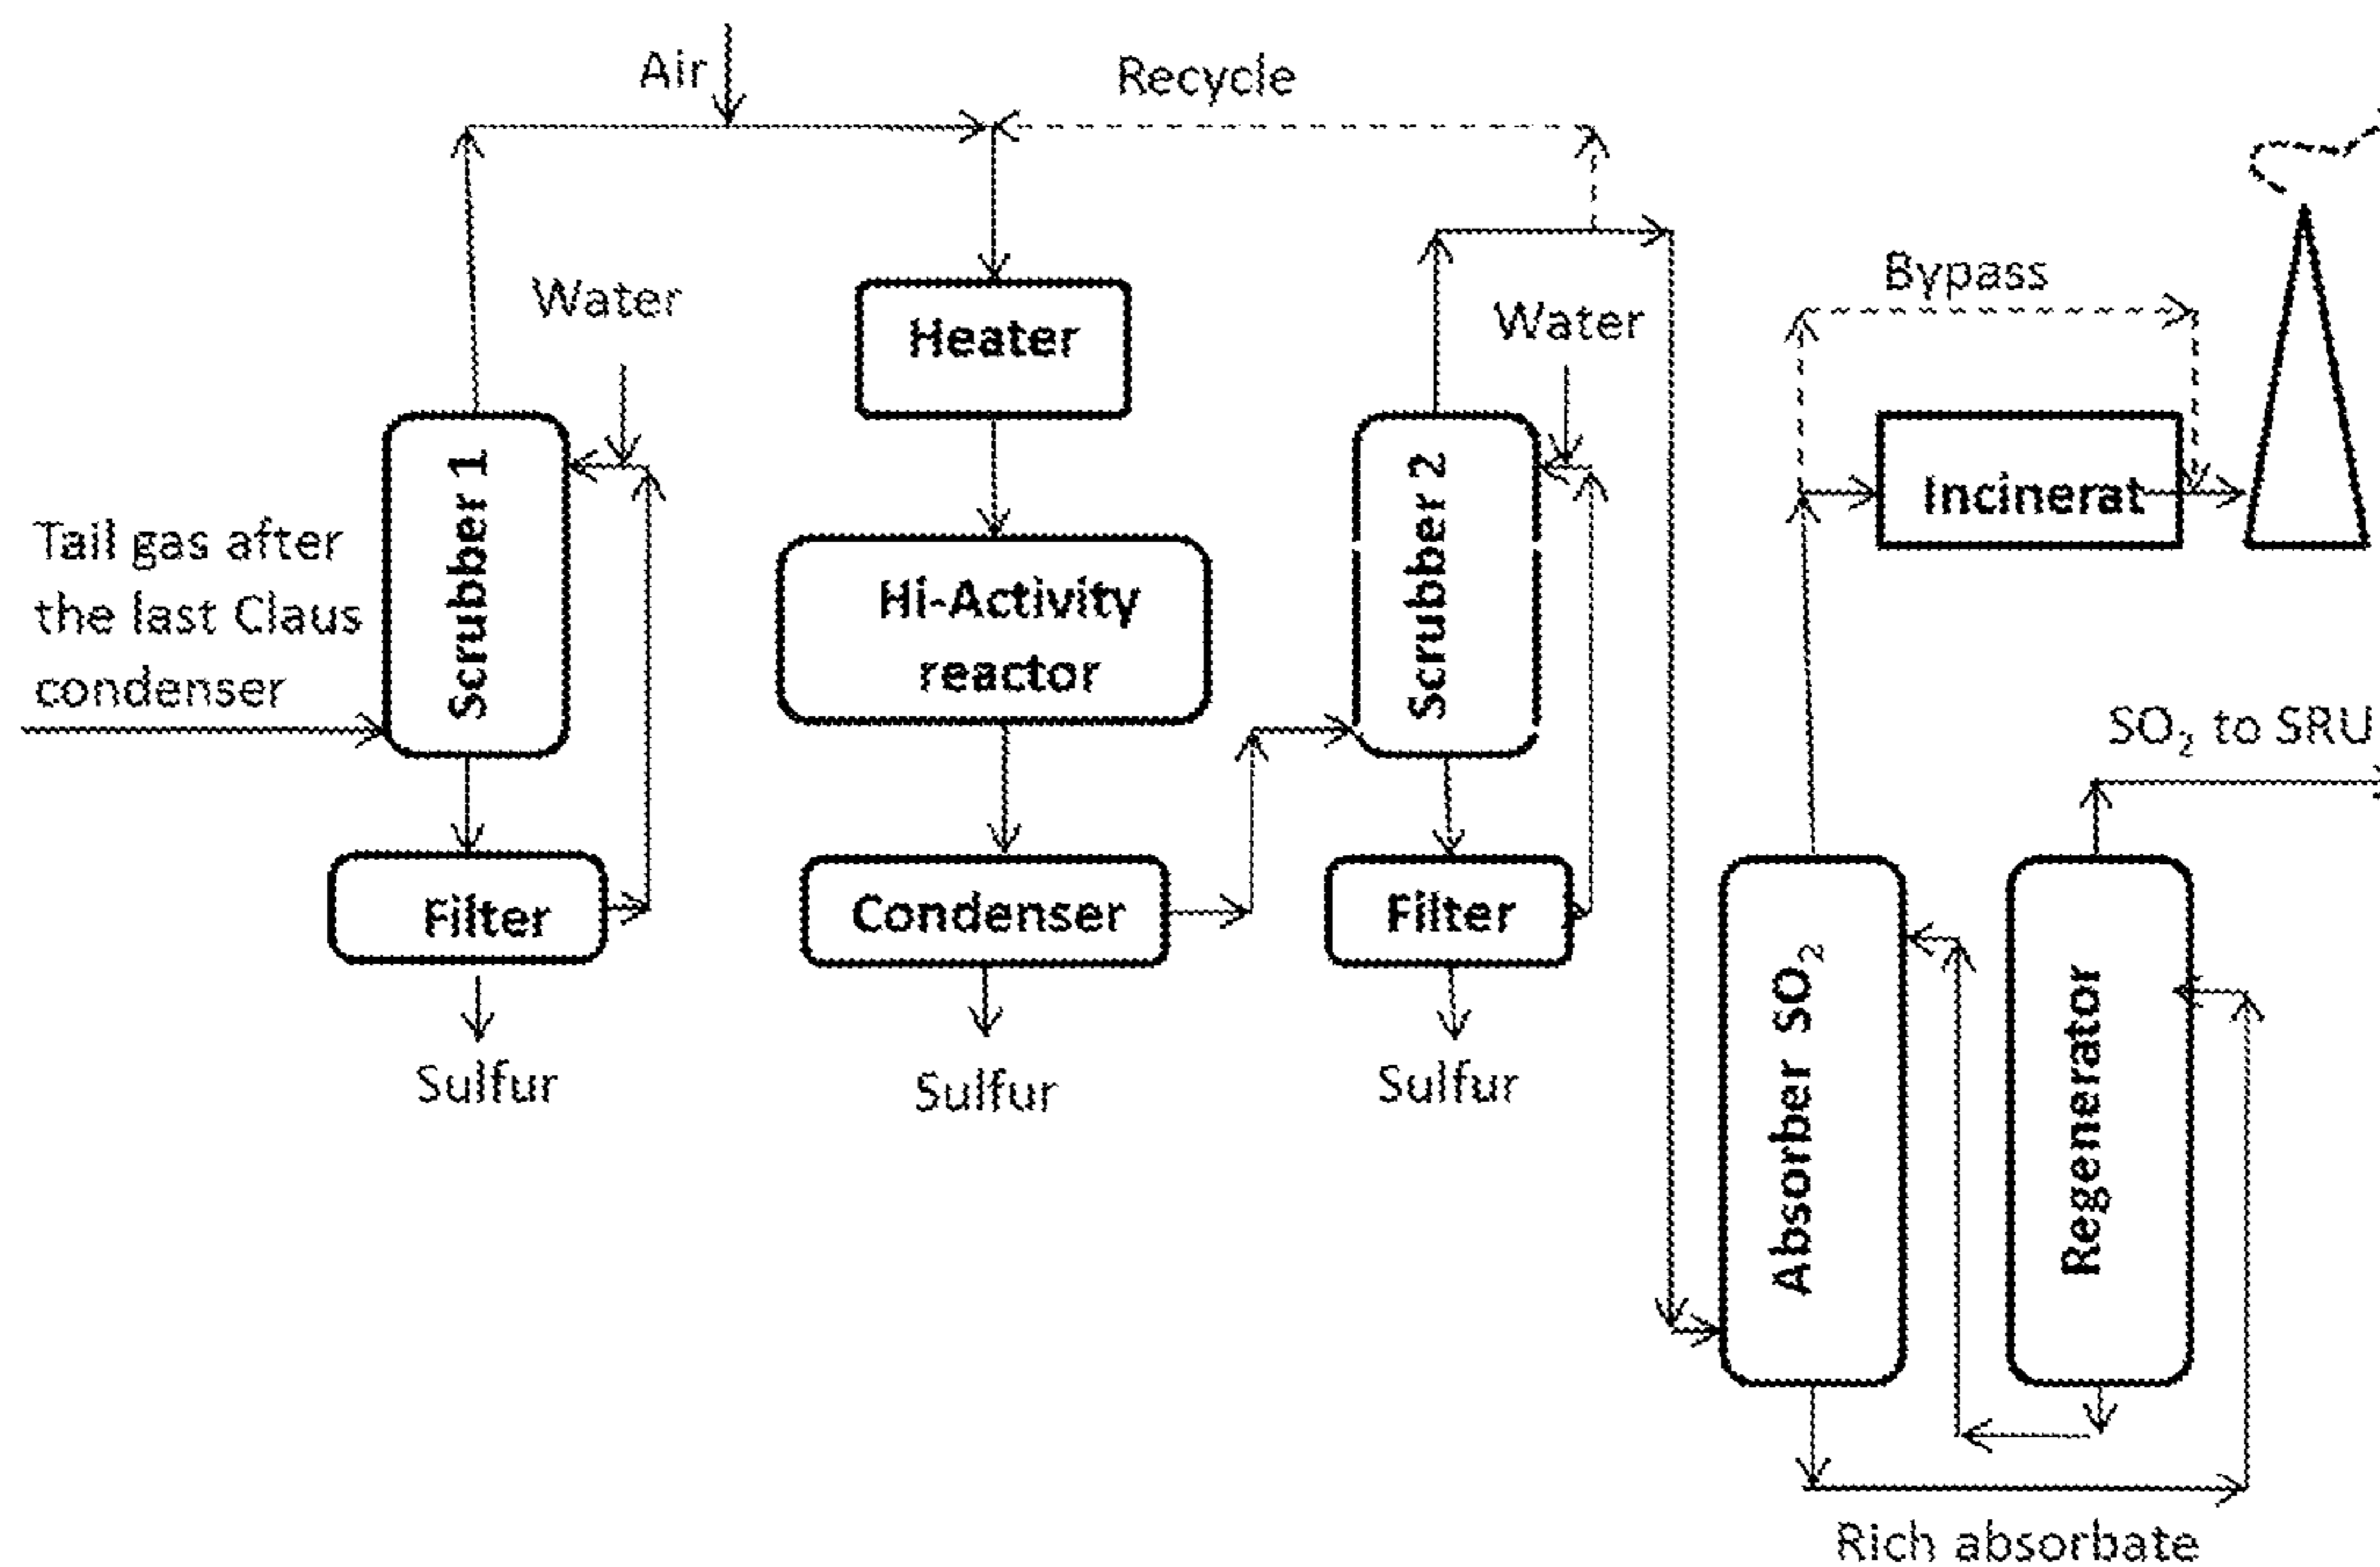 Air
Recycle
Water
Heater
Water
Bypass
Scrubber 1
Scrubber 2
Incinerat
Tail gas after
the last Claus
condenser
Hi-Activity
reactor
SO₂ to SRU
Filter
Condenser
Filter
Absorber SO₂
Regenerator
Sulfur
Sulfur
Sulfur
Rich absorbate